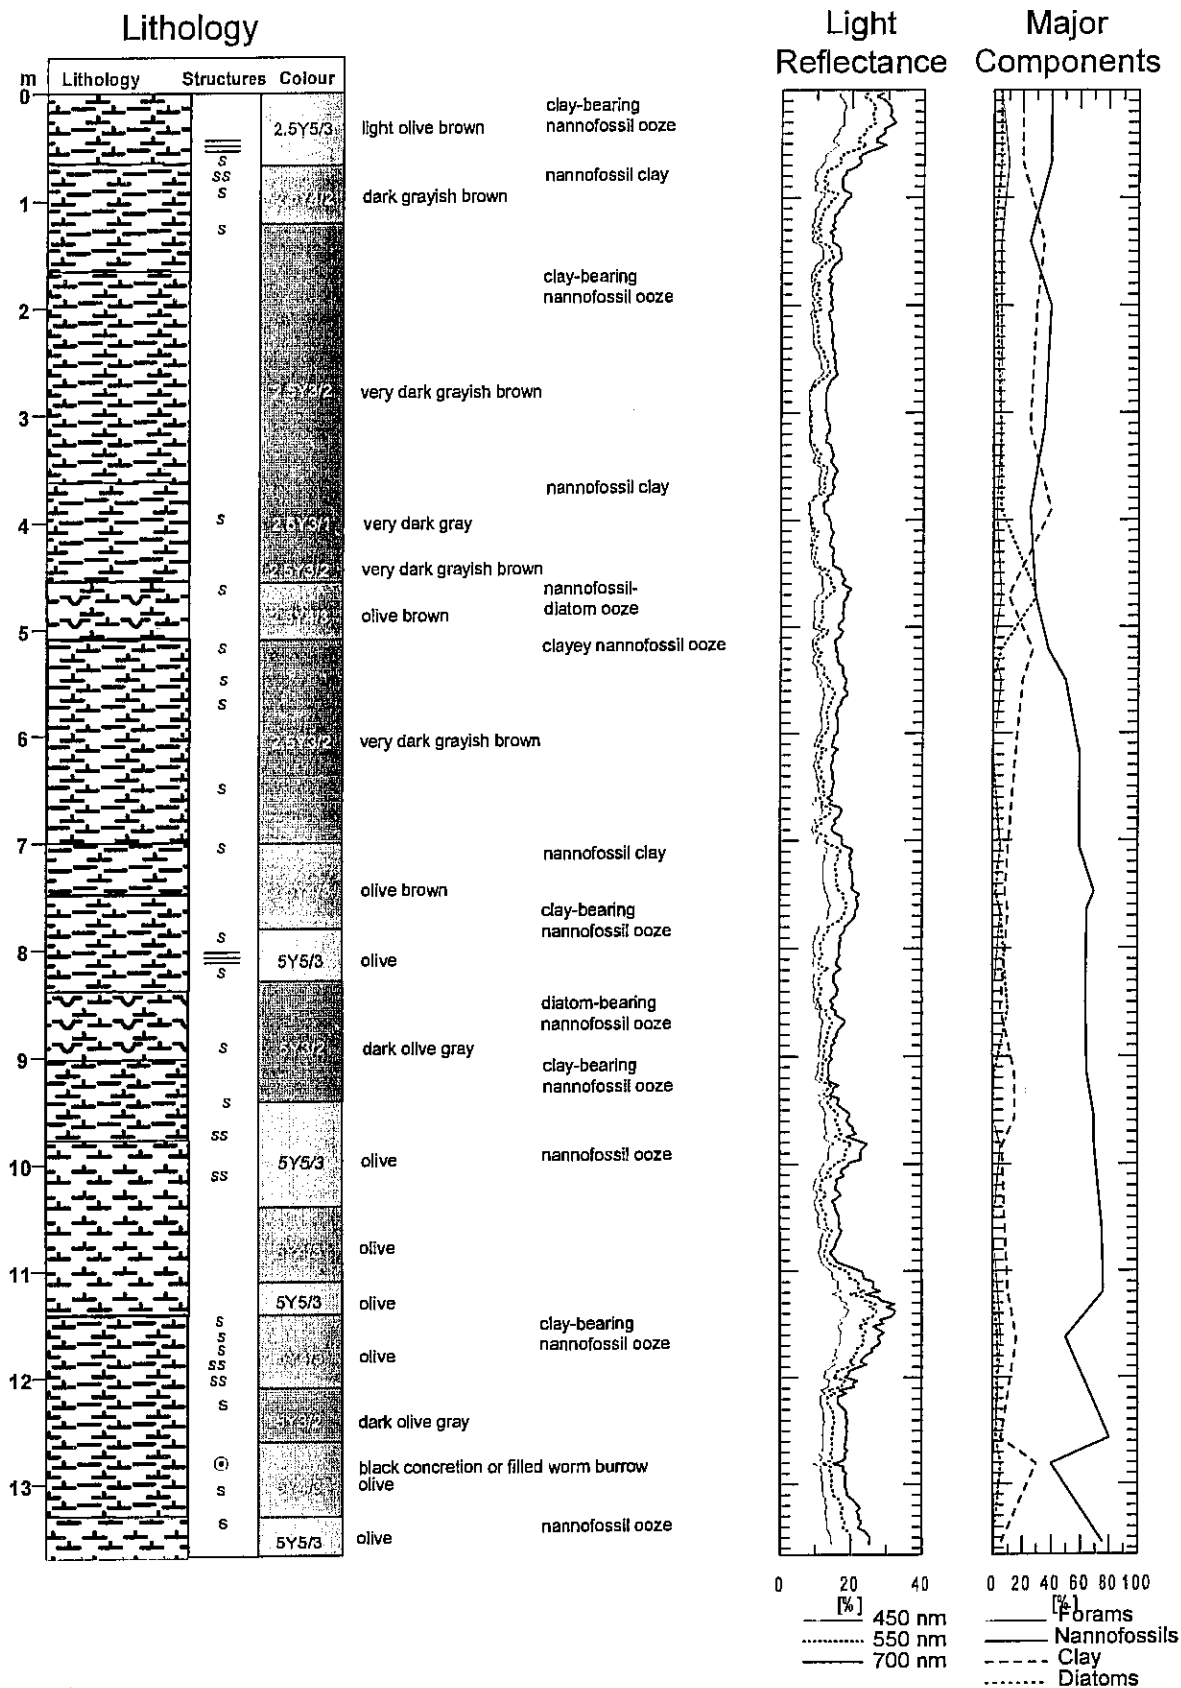 Lithology
Light
Reflectance
Major
Components
m Lithology Structures Colour
0
2.5Y5/3 light olive brown clay-bearing
nannofossil ooze
s
ss
nannofossil clay
s
dark grayish brown
1
s
clay-bearing
nannofossil ooze
2
2.5Y3/2 very dark grayish brown
3
nannofossil clay
s
4
2.5Y3/1 very dark gray
2.5Y3/2 very dark grayish brown
s
nannofossil-
diatom ooze
olive brown
5
s
clayey nannofossil ooze
s
s
6
2.5Y3/2 very dark grayish brown
s
7
s
nannofossil clay
olive brown
clay-bearing
nannofossil ooze
s
8
5Y5/3 olive
s
diatom-bearing
nannofossil ooze
s
5Y3/2 dark olive gray
9
clay-bearing
nannofossil ooze
s
ss
10
5Y5/3 olive nannofossil ooze
ss
olive
11
5Y5/3 olive
s
clay-bearing
nannofossil ooze
s
s
ss
olive
12
ss
s
5Y3/2 dark olive gray
black concretion or filled worm burrow
olive
13
s
s
nannofossil ooze
5Y5/3 olive
0 20 40
[%]
450 nm
550 nm
700 nm
0 20 40 60 80 100
[%]
Forams
Nannofossils
Clay
Diatoms